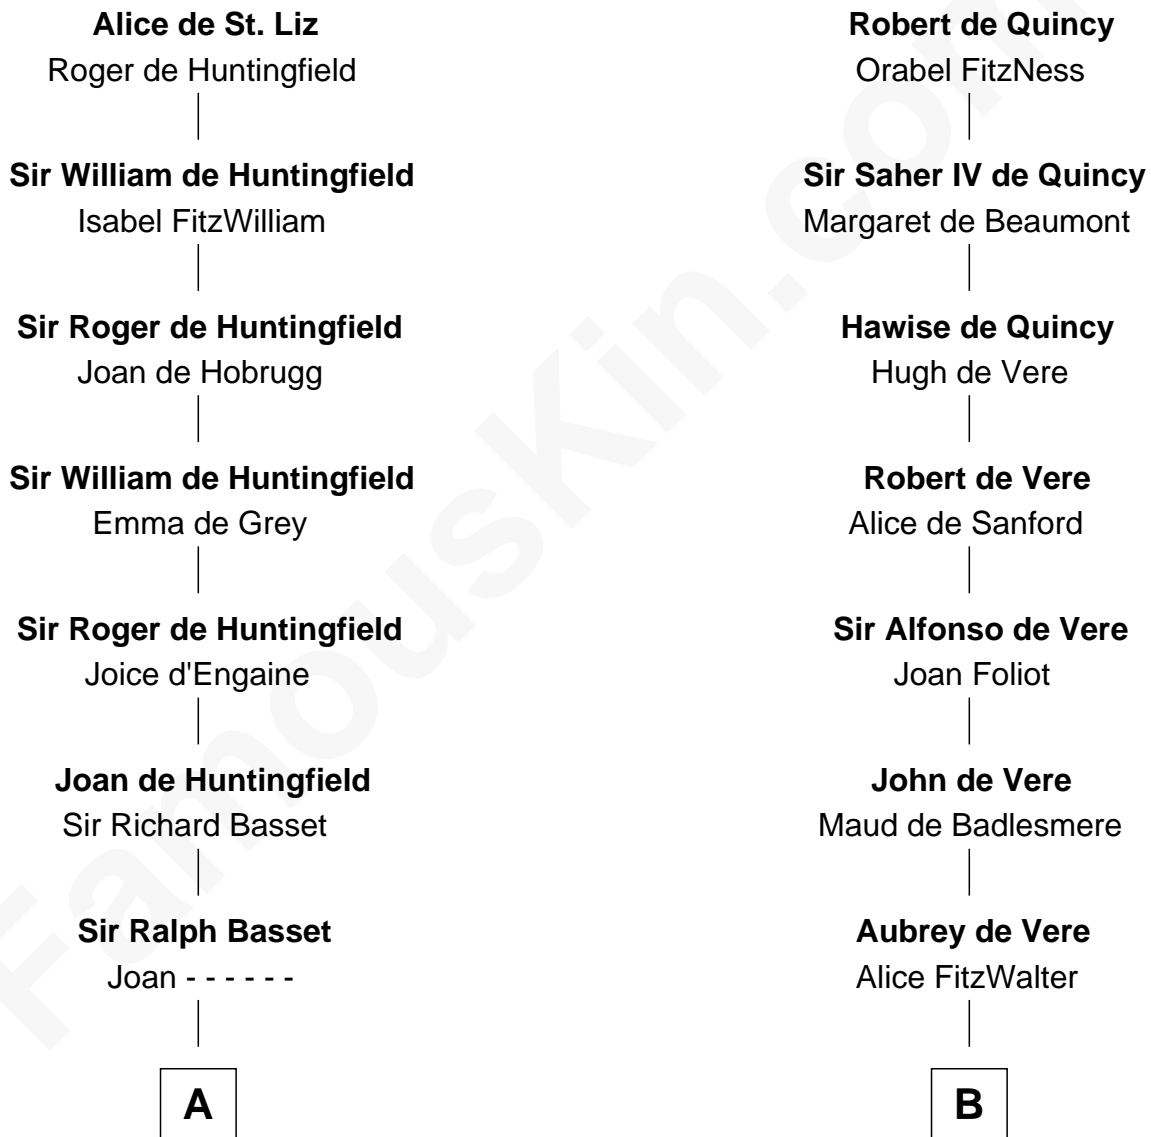 Alice de St. Liz
Roger de Huntingfield
Sir William de Huntingfield
Isabel FitzWilliam
Sir Roger de Huntingfield
Joan de Hobrugg
Sir William de Huntingfield
Emma de Grey
Sir Roger de Huntingfield
Joice d'Engaine
Joan de Huntingfield
Sir Richard Basset
Sir Ralph Basset
Joan - - - - - -
A
Robert de Quincy
Orabel FitzNess
Sir Saher IV de Quincy
Margaret de Beaumont
Hawise de Quincy
Hugh de Vere
Robert de Vere
Alice de Sanford
Sir Alfonso de Vere
Joan Foliot
John de Vere
Maud de Badlesmere
Aubrey de Vere
Alice FitzWalter
B
FamousKin.com